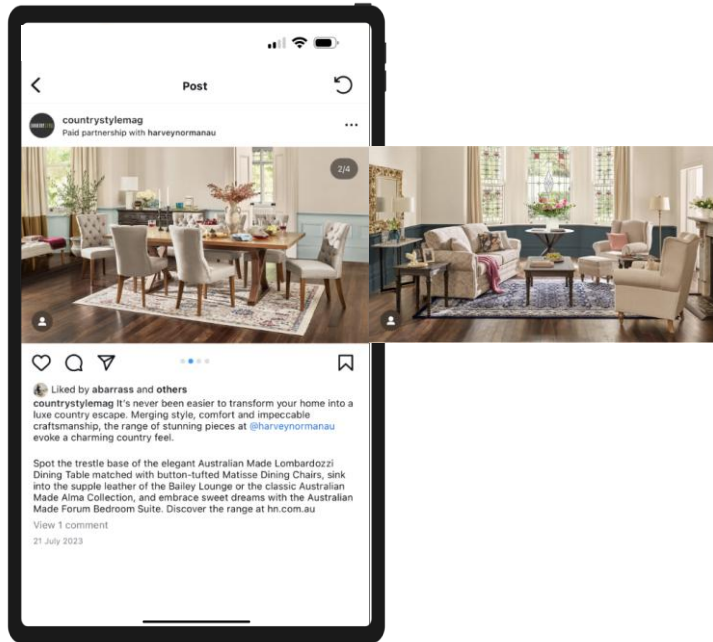 Post
countrystylemag
Paid partnership with harveynormanau
2/4
Liked by abarrass and others
countrystylemag It's never been easier to transform your home into a
luxe country escape. Merging style, comfort and impeccable
craftsmanship, the range of stunning pieces at @harveynormanau
evoke a charming country feel.
Spot the trestle base of the elegant Australian Made Lombardozzi
Dining Table matched with button-tufted Matisse Dining Chairs, sink
into the supple leather of the Bailey Lounge or the classic Australian
Made Alma Collection, and embrace sweet dreams with the Australian
Made Forum Bedroom Suite. Discover the range at hn.com.au
View 1 comment
21 July 2023